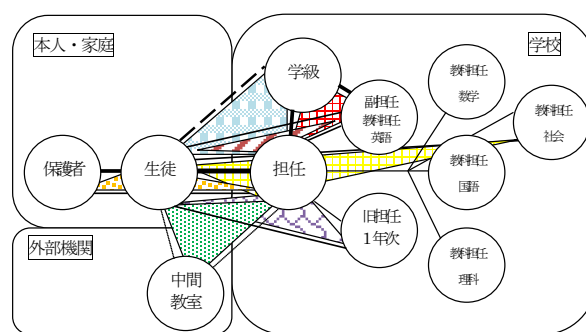 本人・家庭
学校
学級
教科担任
数学
副担任
教科担任
英語
教科担任
社会
保護者
生徒
担任
教科担任
国語
旧担任
1年次
外部機関
教科担任
理科
中間
教室